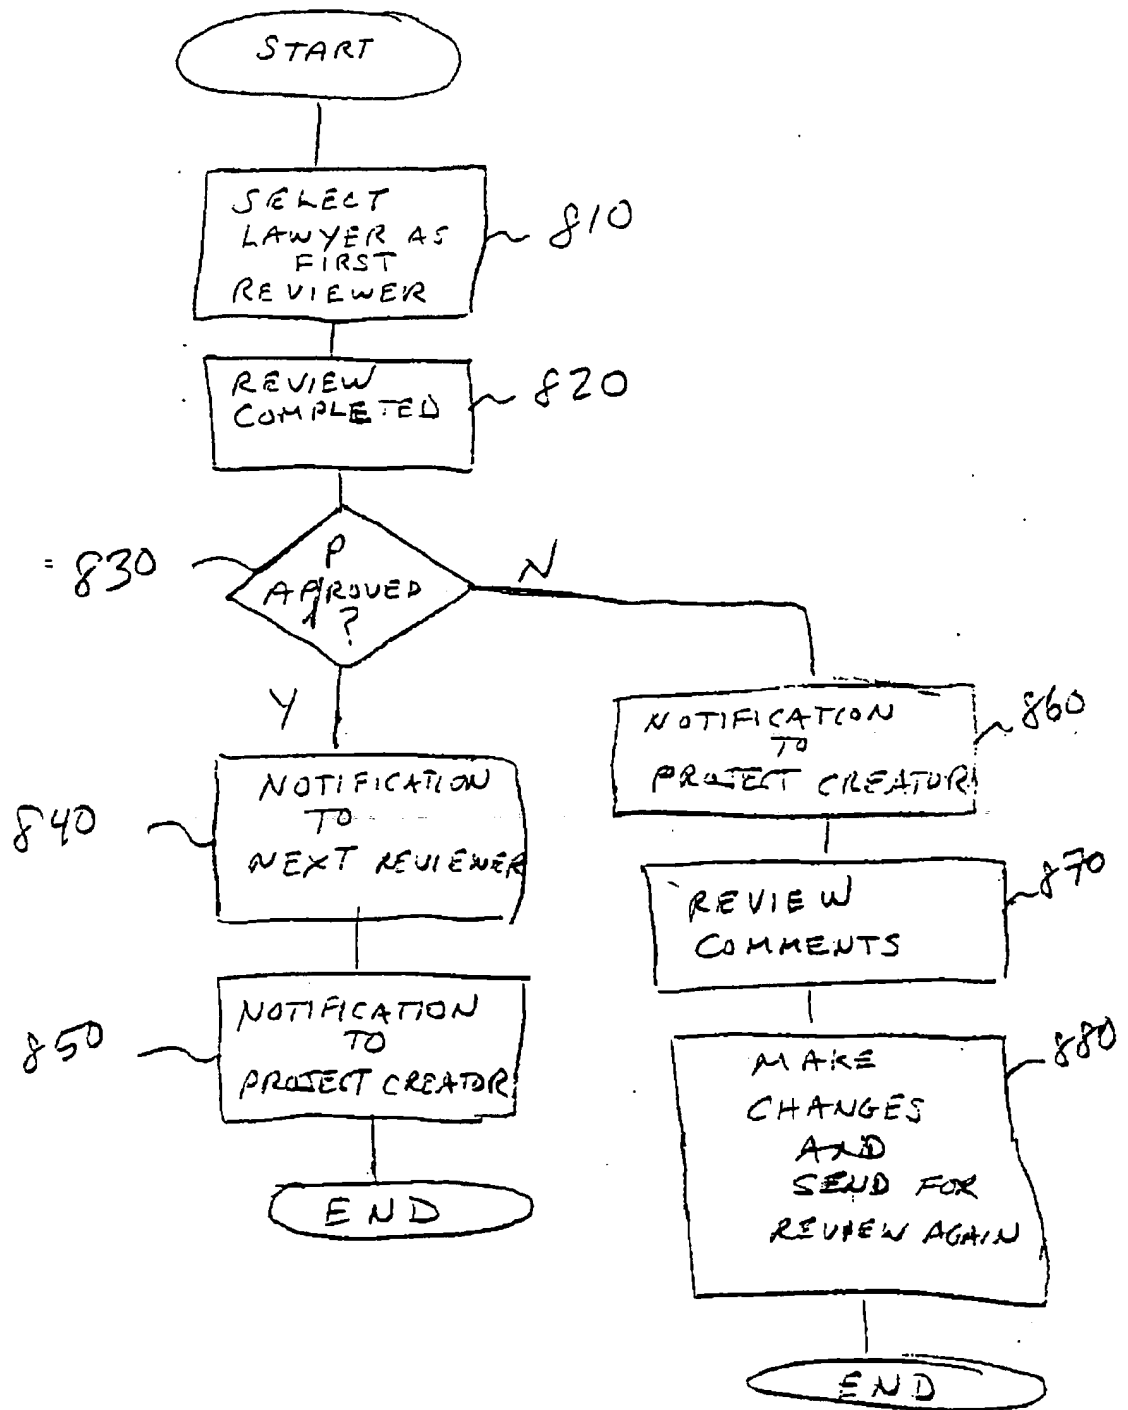 START
SELECT
LAWYER AS
FIRST
REVIEWER
810
REVIEW
COMPLETED
820
830
P
APROVED
?
N
Y
NOTIFICATION
TO
NEXT REVIEWER
840
NOTIFICATION
TO
PROJECT CREATOR
850
END
NOTIFICATION
TO
PROJECT CREATOR
860
REVIEW
COMMENTS
870
MAKE
CHANGES
AND
SEND FOR
REVIEW AGAIN
880
END